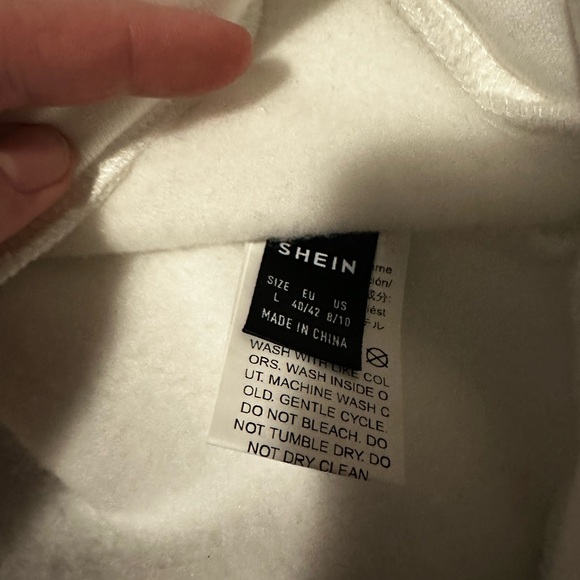 SHEIN
SIZE EU US
L 40/42 8/10
MADE IN CHINA
WASH WITH LIKE COL
ORS. WASH INSIDE O
UT. MACHINE WASH C
OLD. GENTLE CYCLE.
DO NOT BLEACH. DO
NOT TUMBLE DRY. DO
NOT DRY CLEAN